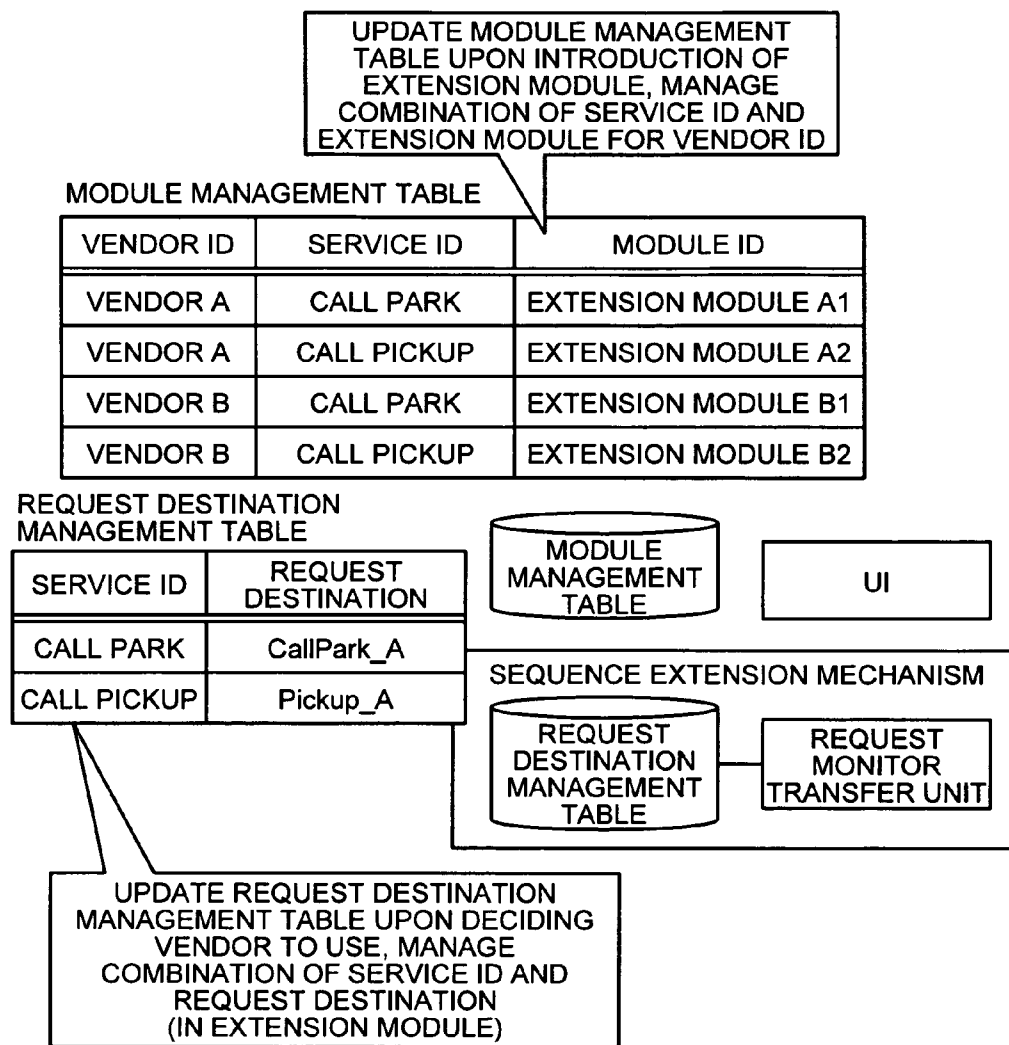 UPDATE MODULE MANAGEMENT
TABLE UPON INTRODUCTION OF
EXTENSION MODULE, MANAGE
COMBINATION OF SERVICE ID AND
EXTENSION MODULE FOR VENDOR ID
MODULE MANAGEMENT TABLE
VENDOR ID SERVICE ID MODULE ID
VENDOR A CALL PARK EXTENSION MODULE A1
VENDOR A CALL PICKUP EXTENSION MODULE A2
VENDOR B CALL PARK EXTENSION MODULE B1
VENDOR B CALL PICKUP EXTENSION MODULE B2
REQUEST DESTINATION
MANAGEMENT TABLE
SERVICE ID
REQUEST
DESTINATION
CALL PARK CallPark_A
CALL PICKUP Pickup_A
MODULE
MANAGEMENT
TABLE
UI
SEQUENCE EXTENSION MECHANISM
REQUEST
DESTINATION
MANAGEMENT
TABLE
REQUEST
MONITOR
TRANSFER UNIT
UPDATE REQUEST DESTINATION
MANAGEMENT TABLE UPON DECIDING
VENDOR TO USE, MANAGE
COMBINATION OF SERVICE ID AND
REQUEST DESTINATION
(IN EXTENSION MODULE)